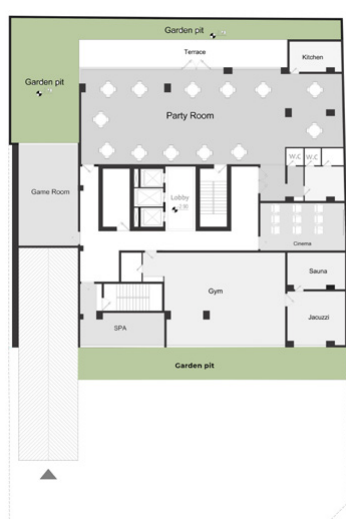 Garden pit
Terrace
Kitchen
Garden pit
Party Room
W.C
W.C
Game Room
Lobby
Cinema
Sauna
Gym
Jacuzzi
SPA
Garden pit